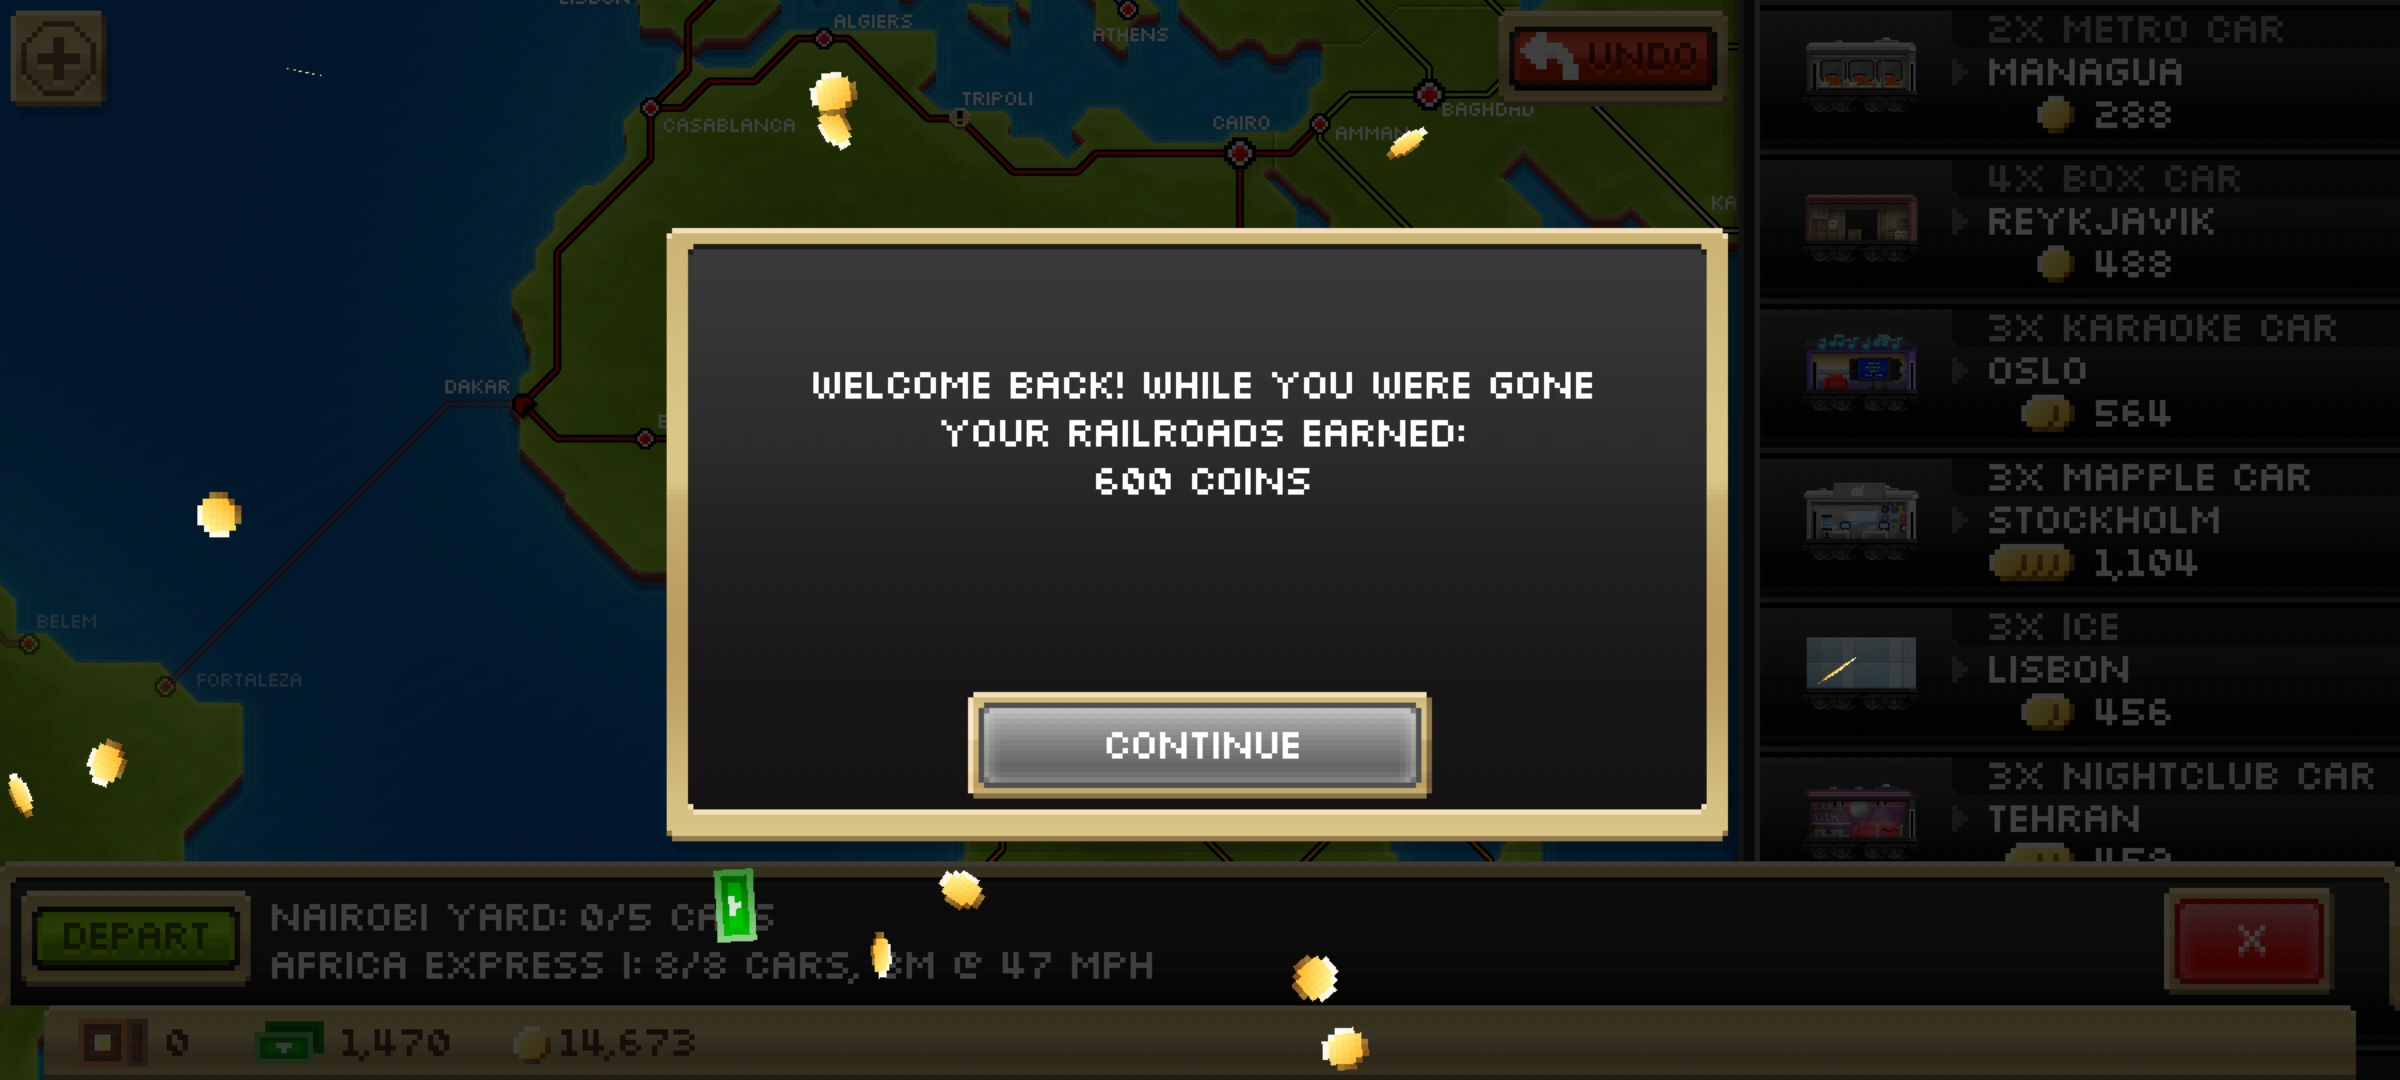 LISBON
ALGIERS
ATHENS
UNDO
CASABLANCA
TRIPOLI
CAIRO
AMMAN
BAGHDAD
DAKAR
BELEM
FORTALEZA
WELCOME BACK! WHILE YOU WERE GONE
YOUR RAILROADS EARNED:
600 COINS
CONTINUE
2X METRO CAR
MANAGUA
288
4X BOX CAR
REYKJAVIK
488
3X KARAOKE CAR
OSLO
564
3X MAPPLE CAR
STOCKHOLM
1,104
3X ICE
LISBON
456
3X NIGHTCLUB CAR
TEHRAN
DEPART
NAIROBI YARD: 0/5 CARS
AFRICA EXPRESS I: 8/8 CARS, @ 47 MPH
X
0
1,470
14,673